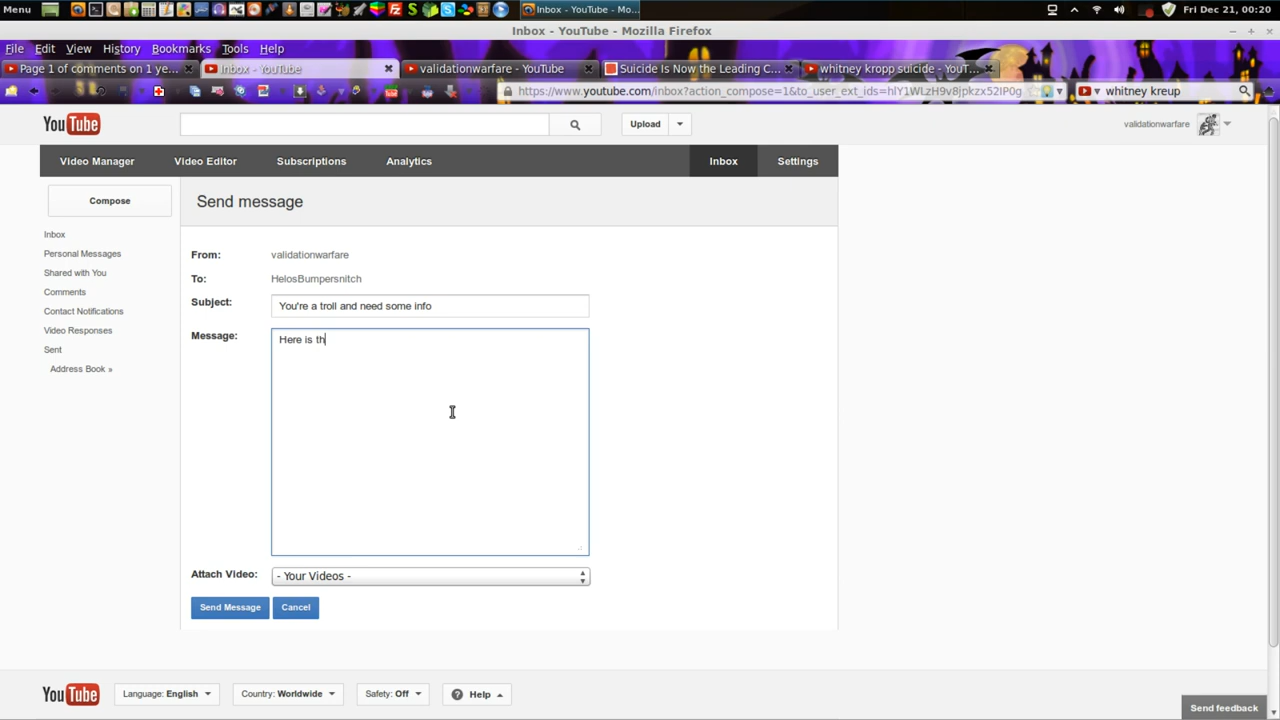 Menu
Inbox - YouTube - Mo...
Fri Dec 21, 00:20
Inbox - YouTube - Mozilla Firefox
File Edit View History Bookmarks Tools Help
Page 1 of comments on 1 ye...
Inbox - YouTube
validationwarfare - YouTube
Suicide Is Now the Leading C...
whitney kropp suicide - YouT...
https://www.youtube.com/inbox?action_compose=1&to_user_ext_ids=hlY1WLzH9v8jpkzx52IP0g
whitney kreup
YouTube
Upload
validationwarfare
Video Manager
Video Editor
Subscriptions
Analytics
Inbox
Settings
Compose
Send message
Inbox
Personal Messages
Shared with You
Comments
Contact Notifications
Video Responses
Sent
Address Book »
From: validationwarfare
To: HelosBumpersnitch
Subject: You're a troll and need some info
Message: Here is th
Attach Video: - Your Videos -
Send Message Cancel
YouTube
Language: English
Country: Worldwide
Safety: Off
Help
Send feedback